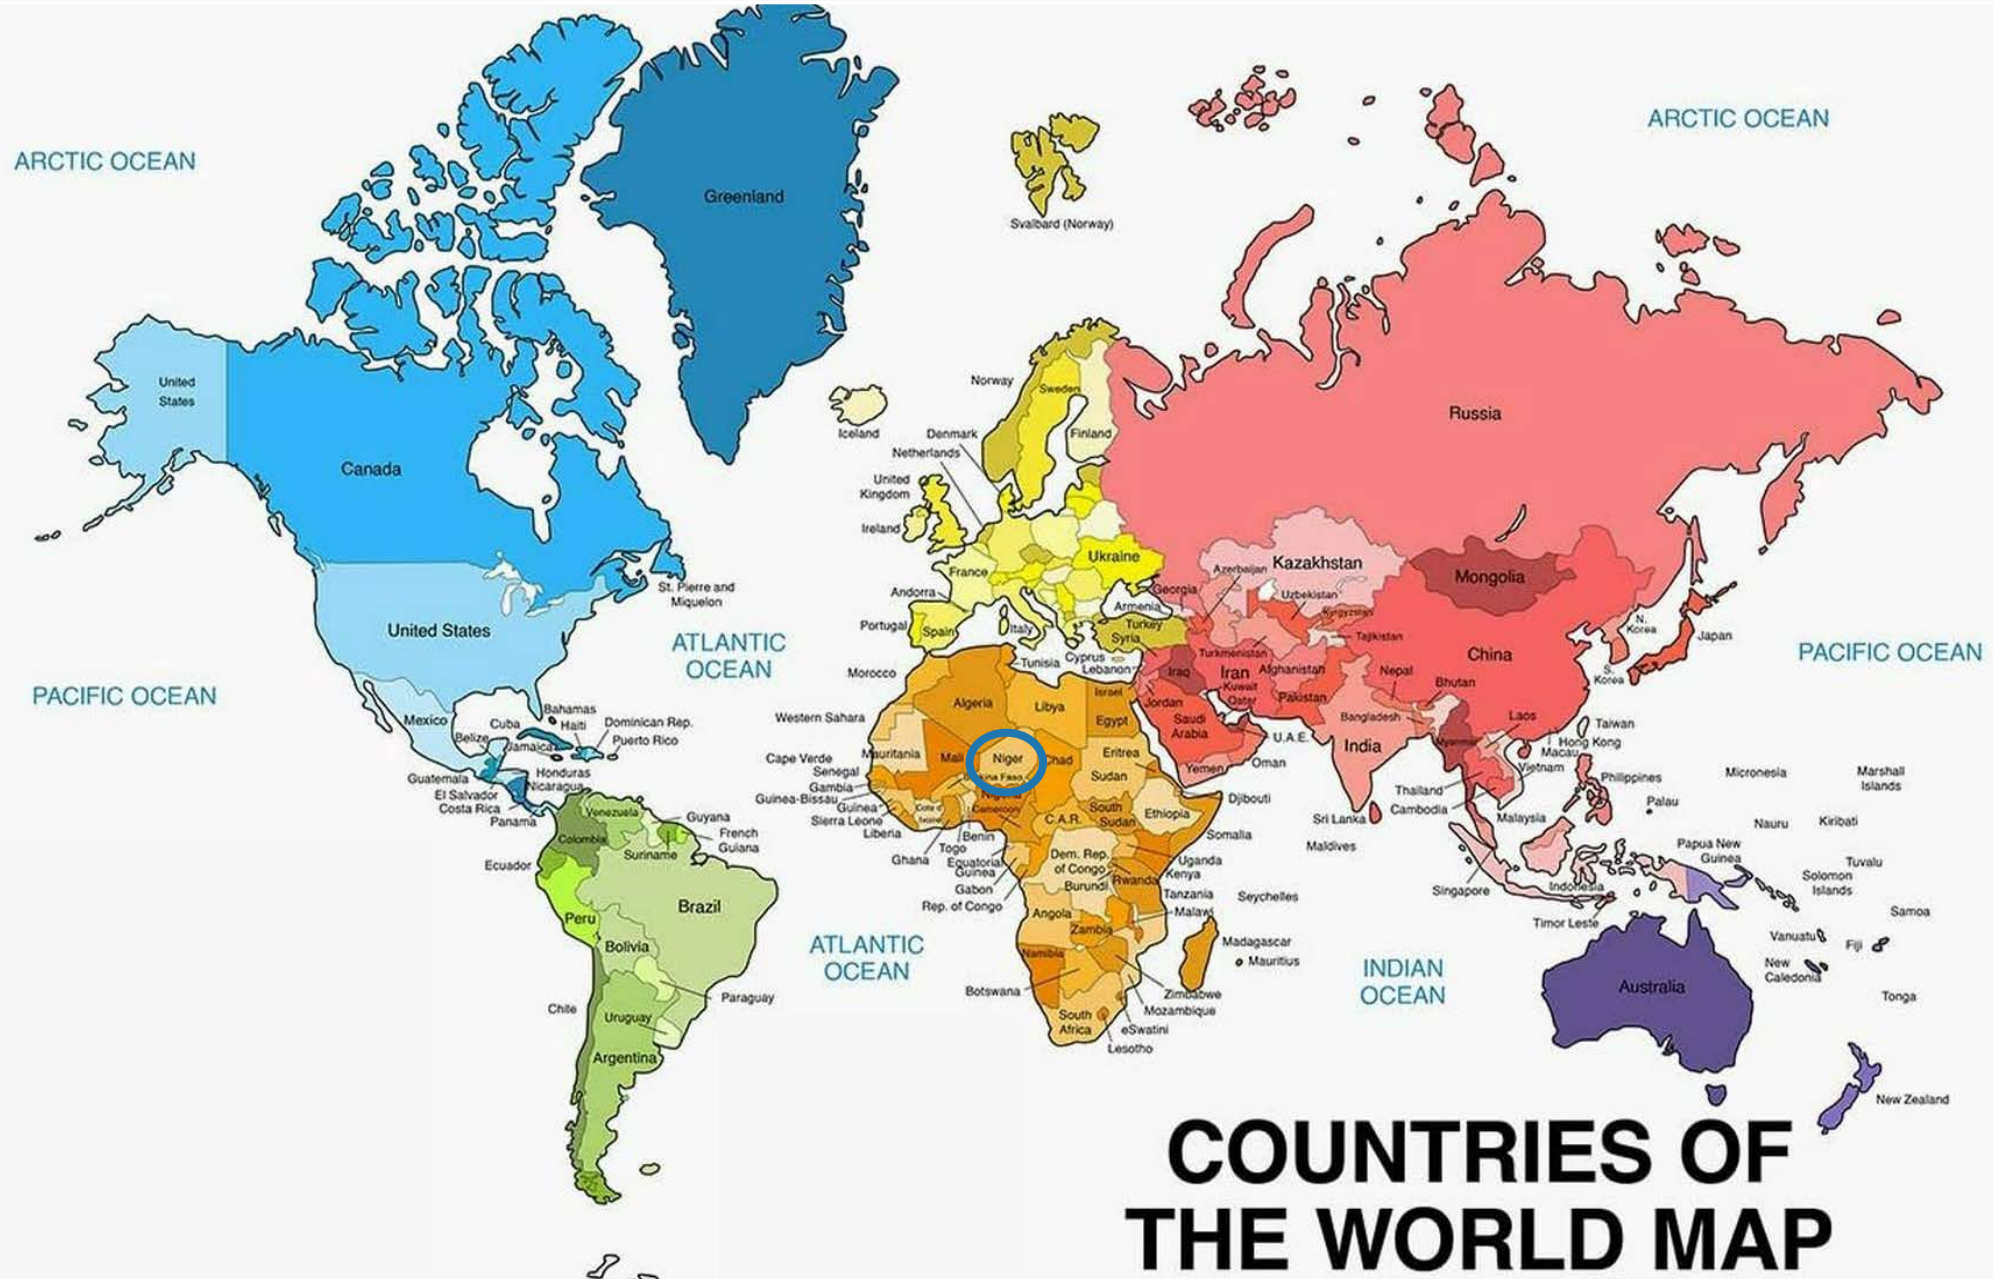 ARCTIC OCEAN
ARCTIC OCEAN
Greenland
Svalbard (Norway)
United
States
Canada
Iceland
Norway
Sweden
Finland
Denmark
Netherlands
United
Kingdom
Ireland
Russia
France
Ukraine
Andorra
Portugal
Spain
Italy
Kazakhstan
Azerbaijan
Georgia
Armenia
Uzbekistan
Kyrgyzstan
Mongolia
St. Pierre and
Miquelon
United States
ATLANTIC
OCEAN
PACIFIC OCEAN
PACIFIC OCEAN
Turkey
Syria
Cyprus
Lebanon
Tunisia
Morocco
Turkmenistan
Tajikistan
China
N.
Korea
S.
Korea
Japan
Iraq
Iran
Afghanistan
Kuwait
Qater
Pakistan
Nepal
Bhutan
Israel
Jordan
Algeria
Libya
Egypt
Saudi
Arabia
Western Sahara
Mexico
Cuba
Bahamas
Haiti
Dominican Rep.
Puerto Rico
Belize
Jamaica
Guatemala
Honduras
Nicaragua
El Salvador
Costa Rica
Panama
Bangladesh
India
Myanmar
Laos
Taiwan
Hong Kong
Macau
Vietnam
U.A.E.
Oman
Yemen
Mauritania
Mali
Niger
Chad
Eritrea
Sudan
Cape Verde
Senegal
Gambia
Guinea-Bissau
Guinea
Sierra Leone
Liberia
Cote d'
Cameroon
Benin
Togo
Ghana
Equatorial
Guinea
Gabon
Rep. of Congo
C.A.R.
South
Sudan
Ethiopia
Djibouti
Somalia
Dem. Rep.
of Congo
Uganda
Kenya
Burundi
Rwanda
Tanzania
Malawi
Angola
Zambia
Namibia
Botswana
Zimbabwe
Mozambique
South
Africa
eSwatini
Lesotho
Madagascar
Mauritius
Seychelles
Maldives
Sri Lanka
Thailand
Cambodia
Philippines
Palau
Micronesia
Marshall
Islands
Malaysia
Singapore
Indonesia
Timor Leste
Nauru
Kiribati
Papua New
Guinea
Tuvalu
Solomon
Islands
Samoa
Vanuatu
Fiji
New
Caledonia
Tonga
Venezuela
Guyana
French
Guiana
Colombia
Suriname
Ecuador
Peru
Brazil
Bolivia
Paraguay
Chile
Uruguay
Argentina
ATLANTIC
OCEAN
INDIAN
OCEAN
Australia
New Zealand
COUNTRIES OF
THE WORLD MAP